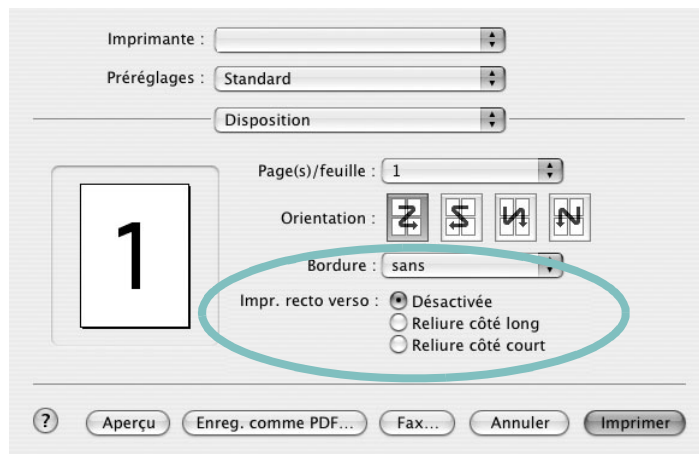 Imprimante :
Préréglages : Standard
Disposition
Page(s)/feuille : 1
1
Orientation :
Bordure : sans
Impr. recto verso : Désactivée
Reliure côté long
Reliure côté court
? Aperçu Enreg. comme PDF... Fax... Annuler Imprimer